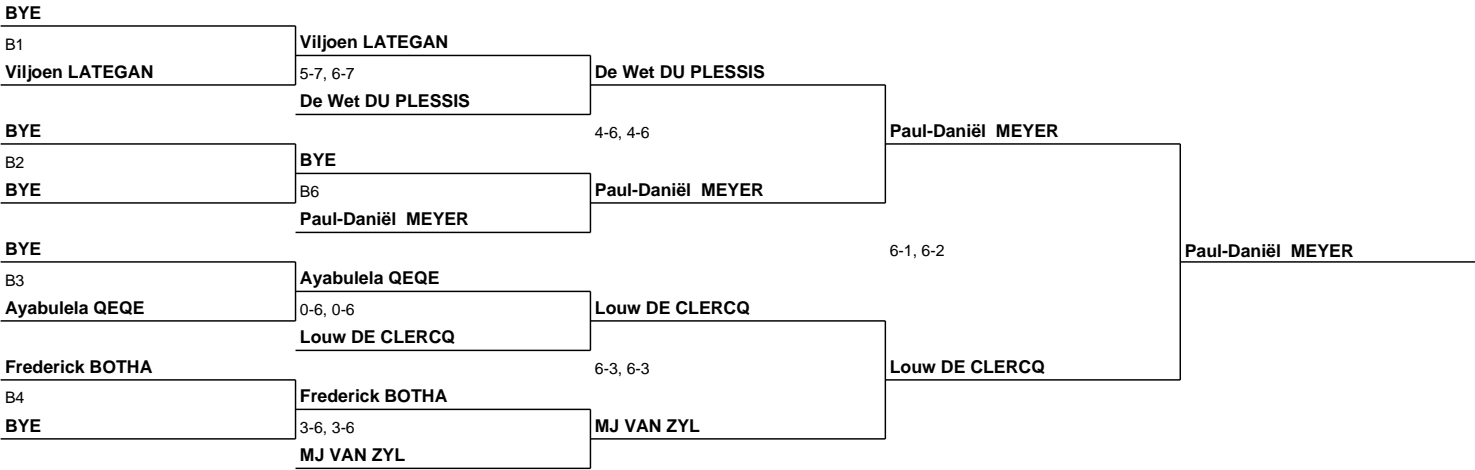 BYE
B1
Viljoen LATEGAN
Viljoen LATEGAN
5-7, 6-7
De Wet DU PLESSIS
De Wet DU PLESSIS
BYE
B2
BYE
BYE
B6
Paul-Daniël  MEYER
4-6, 4-6
Paul-Daniël  MEYER
Paul-Daniël  MEYER
BYE
B3
Ayabulela QEQE
Ayabulela QEQE
0-6, 0-6
Louw DE CLERCQ
Louw DE CLERCQ
6-1, 6-2
Paul-Daniël  MEYER
Frederick BOTHA
B4
BYE
Frederick BOTHA
3-6, 3-6
MJ VAN ZYL
6-3, 6-3
MJ VAN ZYL
Louw DE CLERCQ